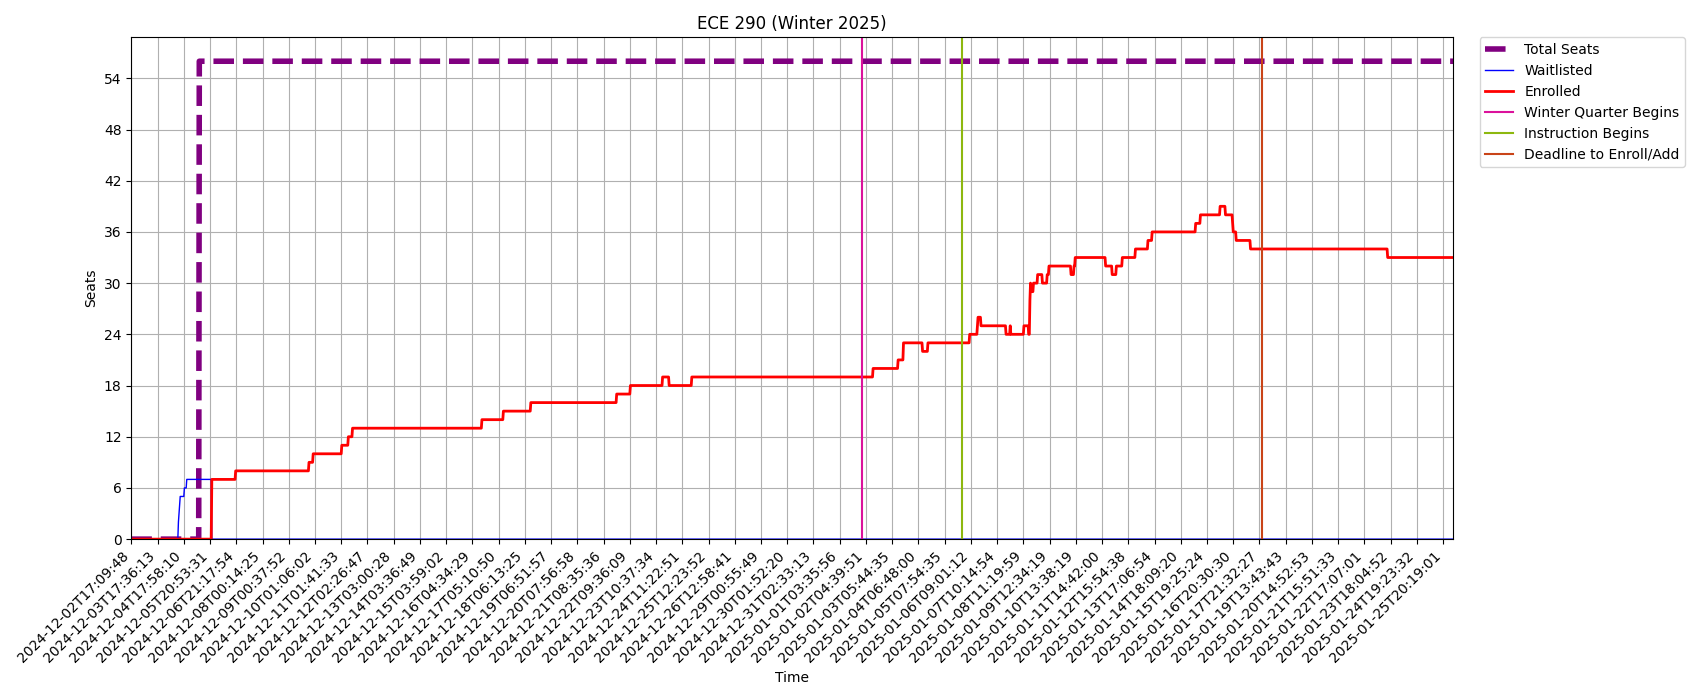 ECE 290 (Winter 2025)
Total Seats
Waitlisted
Enrolled
Winter Quarter Begins
Instruction Begins
Deadline to Enroll/Add
Seats
54
48
42
36
30
24
18
12
6
0
2024-12-02T17:09:48
2024-12-03T17:36:13
2024-12-04T17:58:10
2024-12-05T20:53:31
2024-12-06T21:17:54
2024-12-08T00:14:25
2024-12-09T00:37:52
2024-12-10T01:06:02
2024-12-11T01:41:33
2024-12-12T02:26:47
2024-12-13T03:00:28
2024-12-14T03:36:49
2024-12-15T03:59:02
2024-12-16T04:34:29
2024-12-17T05:10:50
2024-12-18T06:13:25
2024-12-19T06:51:57
2024-12-20T07:56:58
2024-12-21T08:35:36
2024-12-22T09:36:09
2024-12-23T10:37:34
2024-12-24T11:22:51
2024-12-25T12:23:52
2024-12-26T12:58:41
2024-12-29T00:55:49
2024-12-30T01:52:20
2024-12-31T02:33:13
2025-01-01T03:35:56
2025-01-02T04:39:51
2025-01-03T05:44:35
2025-01-04T06:48:00
2025-01-05T07:54:35
2025-01-06T09:01:12
2025-01-07T10:14:54
2025-01-08T11:19:59
2025-01-09T12:34:19
2025-01-10T13:38:19
2025-01-11T14:42:00
2025-01-12T15:54:38
2025-01-13T17:06:54
2025-01-14T18:09:20
2025-01-15T19:25:24
2025-01-16T20:30:30
2025-01-17T21:32:27
2025-01-19T13:43:43
2025-01-20T14:52:53
2025-01-21T15:51:33
2025-01-22T17:07:01
2025-01-23T18:04:52
2025-01-24T19:23:32
2025-01-25T20:19:01
Time